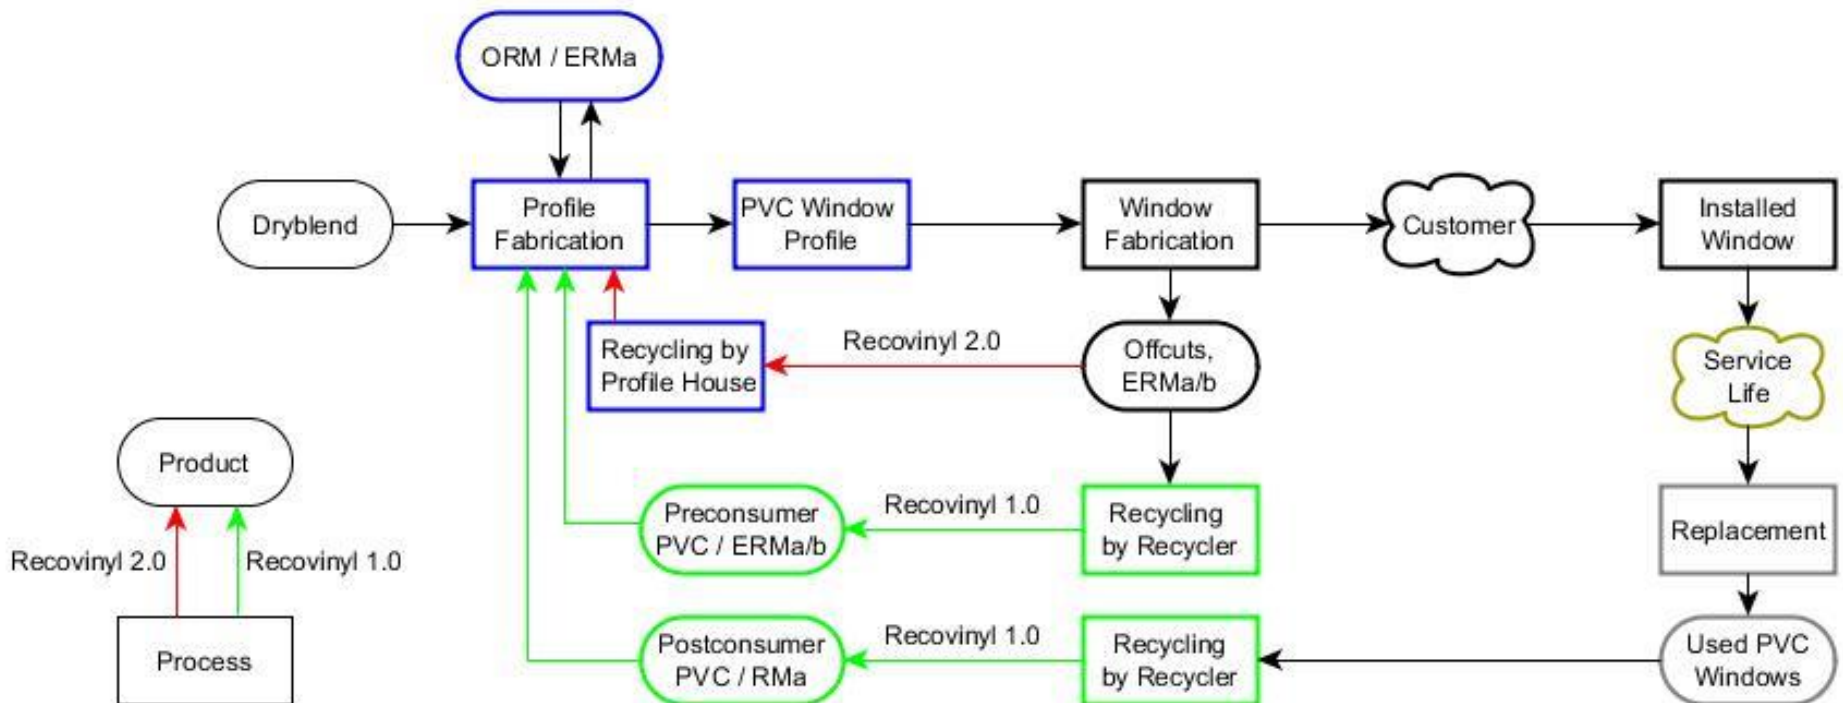 ORM / ERMa
Dryblend
Profile
Fabrication
PVC Window
Profile
Window
Fabrication
Customer
Installed
Window
Recycling by
Profile House
Recovinyl 2.0
Offcuts,
ERMa/b
Service
Life
Product
Recovinyl 2.0
Recovinyl 1.0
Process
Preconsumer
PVC / ERMa/b
Recovinyl 1.0
Recycling
by Recycler
Replacement
Postconsumer
PVC / RMa
Recovinyl 1.0
Recycling
by Recycler
Used PVC
Windows